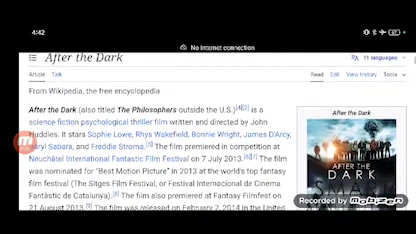 4:42
47
No internet connection
After the Dark
11 languages
Article Talk
Read Edit View history Tools
From Wikipedia, the free encyclopedia
After the Dark (also titled The Philosophers outside the U.S.)[4][2] is a
science fiction psychological thriller film written and directed by John
Huddles. It stars Sophie Lowe, Rhys Wakefield, Bonnie Wright, James D'Arcy,
Daryl Sabara, and Freddie Stroma.[5] The film premiered in competition at
Neuchâtel International Fantastic Film Festival on 7 July 2013.[6][7] The film
was nominated for "Best Motion Picture" in 2013 at the world's top fantasy
film festival (The Sitges Film Festival, or Festival Internacional de Cinema
Fantàstic de Catalunya).[8] The film also premiered at Fantasy Filmfest on
21 August 2013.[9] The film was released on February 7, 2014 in the United
After the Dark
AFTER THE
DARK
Recorded by mobizen